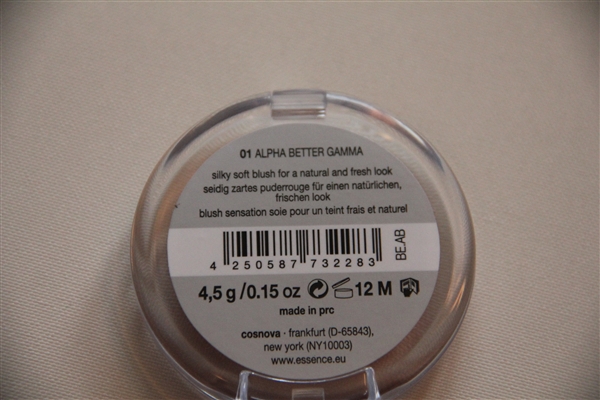 01 ALPHA BETTER GAMMA
silky soft blush for a natural and fresh look
seidig zartes puderrouge für einen natürlichen,
frischen look
blush sensation soie pour un teint frais et naturel
4 250587 732283
BE.AB
4,5 g / 0.15 oz 12 M
made in prc
cosnova · frankfurt (D-65843),
new york (NY10003)
www.essence.eu